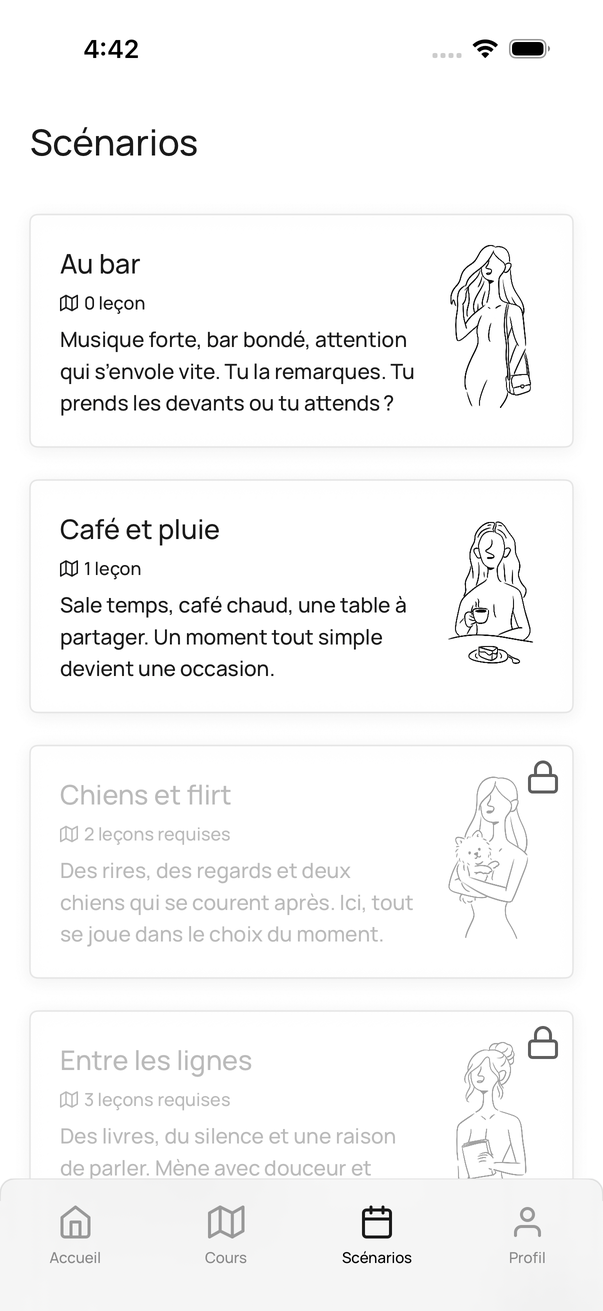 4:42
Scénarios
Au bar
0 leçon
Musique forte, bar bondé, attention
qui s’envole vite. Tu la remarques. Tu
prends les devants ou tu attends ?
Café et pluie
1 leçon
Sale temps, café chaud, une table à
partager. Un moment tout simple
devient une occasion.
Chiens et flirt
2 leçons requises
Des rires, des regards et deux
chiens qui se courent après. Ici, tout
se joue dans le choix du moment.
Entre les lignes
3 leçons requises
Des livres, du silence et une raison
de parler. Mène avec douceur et
Accueil
Cours
Scénarios
Profil